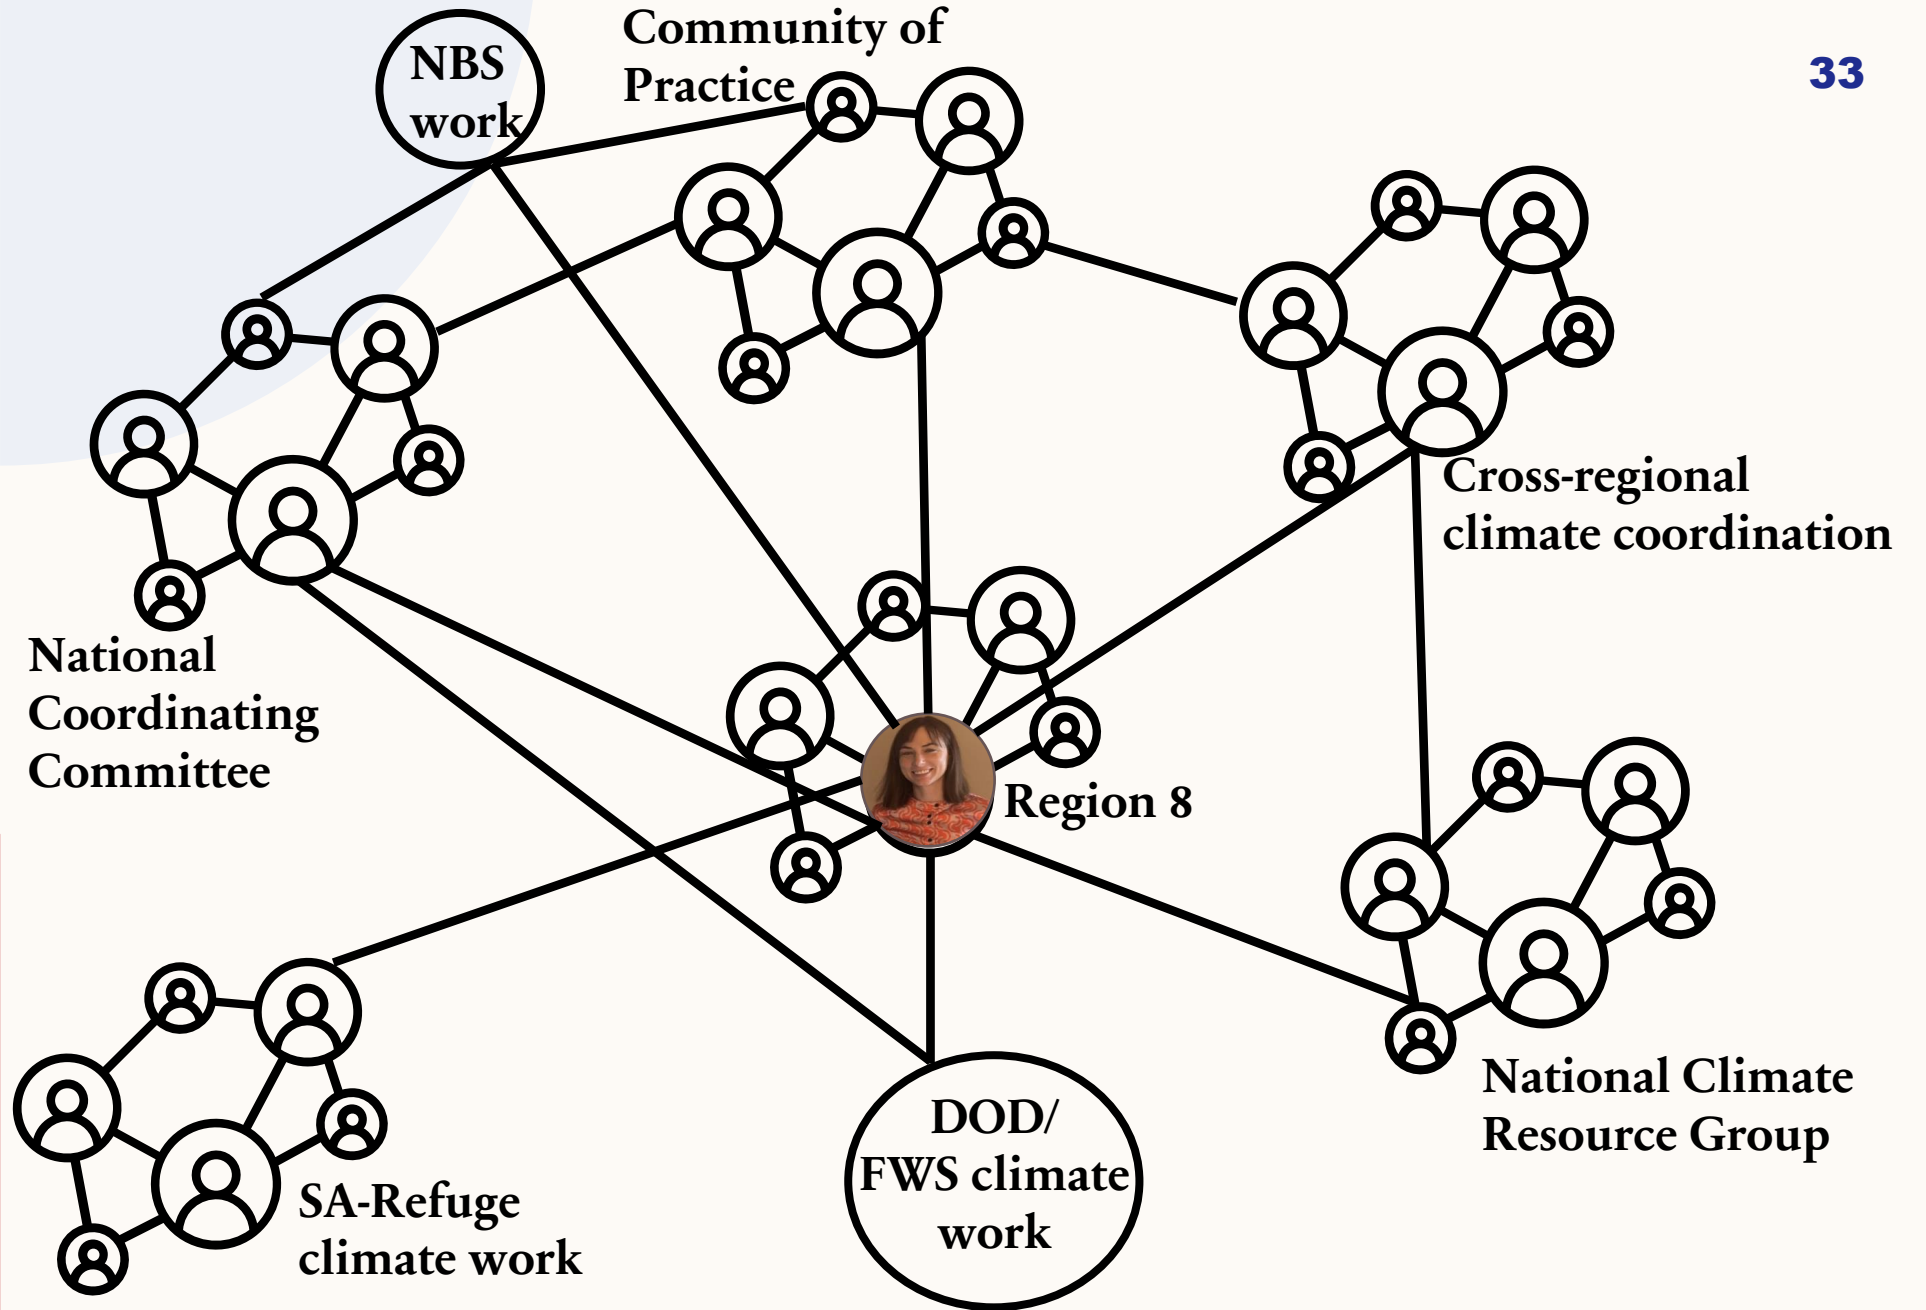 NBS
work
Community of
Practice
33
Cross-regional
climate coordination
National
Coordinating
Committee
Region 8
National Climate
Resource Group
DOD/
FWS climate
work
SA-Refuge
climate work